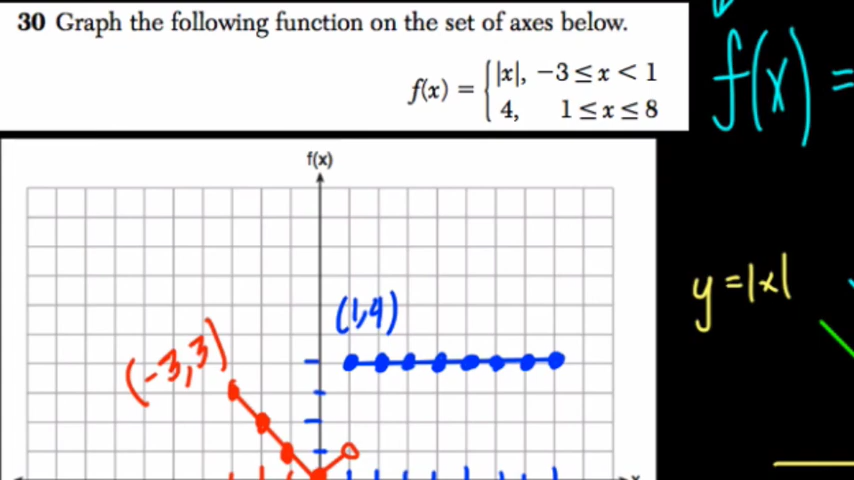 30 Graph the following function on the set of axes below.
f(x) = { |x|, −3 ≤ x < 1
4, 1 ≤ x ≤ 8
f(x) =
f(x)
(1,4)
y = |x|
(-3,3)
x